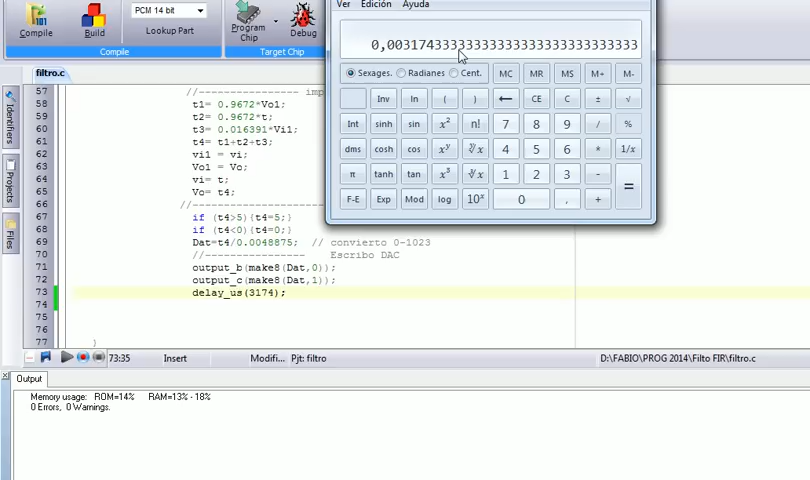 PCM 14 bit
Compile
Build
Lookup Part
Program
Chip
Debug
Compile
Target Chip
Ver Edición Ayuda
0,0031743333333333333333333333333
Sexages. Radianes Cent. MC MR MS M+ M-
Inv ln ( ) ← CE C ± √
Int sinh sin x² n! 7 8 9 / %
dms cosh cos xʸ ʸ√x 4 5 6 * 1/x
π tanh tan x³ ³√x 1 2 3 - =
F-E Exp Mod log 10ˣ 0 , +
filtro.c
Identifiers
Projects
Files
57 //--------------- imp
58 t1= 0.9672*Vo1;
59 t2= 0.9672*t;
60 t3= 0.016391*Vi1;
61 t4= t1+t2+t3;
62 vi1 = vi;
63 Vo1 = Vo;
64 vi= t;
65 Vo= t4;
66 //---------------
67 if (t4>5){t4=5;}
68 if (t4<0){t4=0;}
69 Dat=t4/0.0048875; // convierto 0-1023
70 //--------------- Escribo DAC
71 output_b(make8(Dat,0));
72 output_c(make8(Dat,1));
73 delay_us(3174);
74
75
76
77 }
73:35 Insert Modifi... Pjt: filtro D:\FABIO\PROG 2014\Filto FIR\filtro.c
Output
Memory usage: ROM=14% RAM=13% - 18%
0 Errors, 0 Warnings.